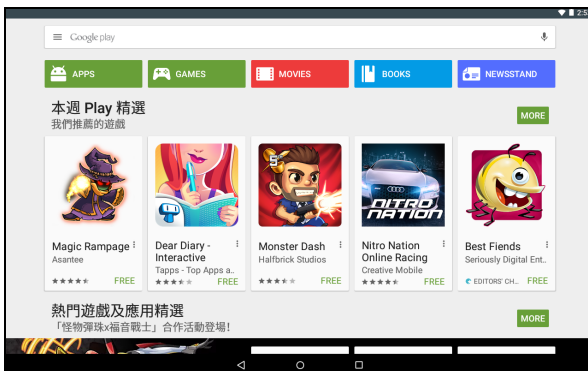 2:5
Google play
APPS
GAMES
MOVIES
BOOKS
NEWSSTAND
本週 Play 精選
我們推薦的遊戲
MORE
5
NITRO
NATION
Magic Rampage
Asantee
FREE
Dear Diary -
Interactive
Tapps - Top Apps a..
FREE
Monster Dash
Halfbrick Studios
FREE
Nitro Nation
Online Racing
Creative Mobile
FREE
Best Fiends
Seriously Digital Ent..
EDITORS' CH...
FREE
熱門遊戲及應用精選
「怪物彈珠x福音戰士」合作活動登場！
MORE